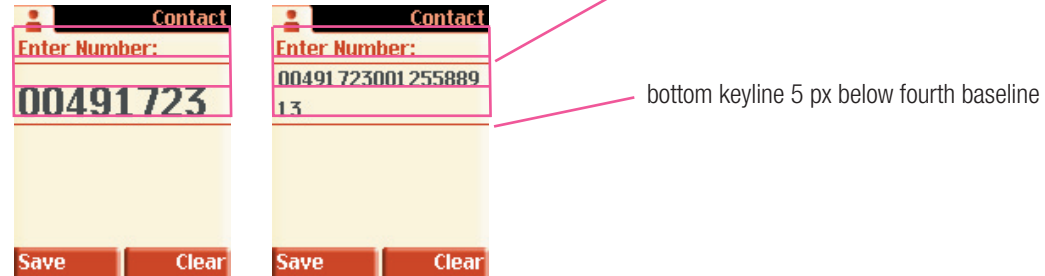 Contact
Enter Number:
00491723
Save Clear
Contact
Enter Number:
00491723001255889
13
Save Clear
bottom keyline 5 px below fourth baseline